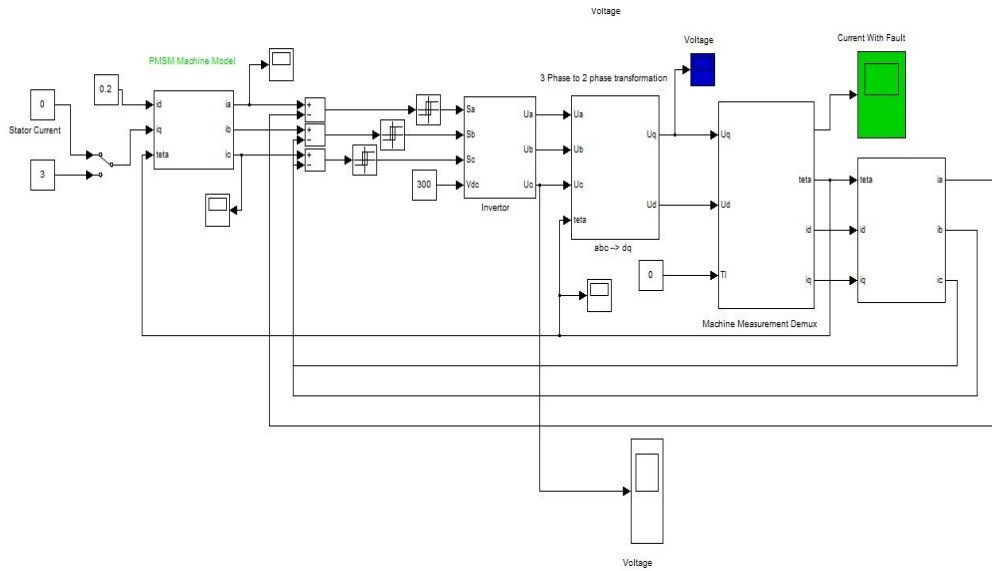 Voltage
Voltage
Current With Fault
PMSM Machine Model
3 Phase to 2 phase transformation
0.2
id
ia
0
Stator Current
iq
ib
3
teta
ic
+
−
+
−
+
−
Sa
Ua
Sb
Ub
Sc
300
Vdc
Uc
Invertor
Ua
Uq
Ub
Uc
Ud
teta
abc --> dq
Uq
teta
Ud
id
0
Tl
iq
Machine Measurement Demux
teta
ia
id
ib
iq
ic
Voltage